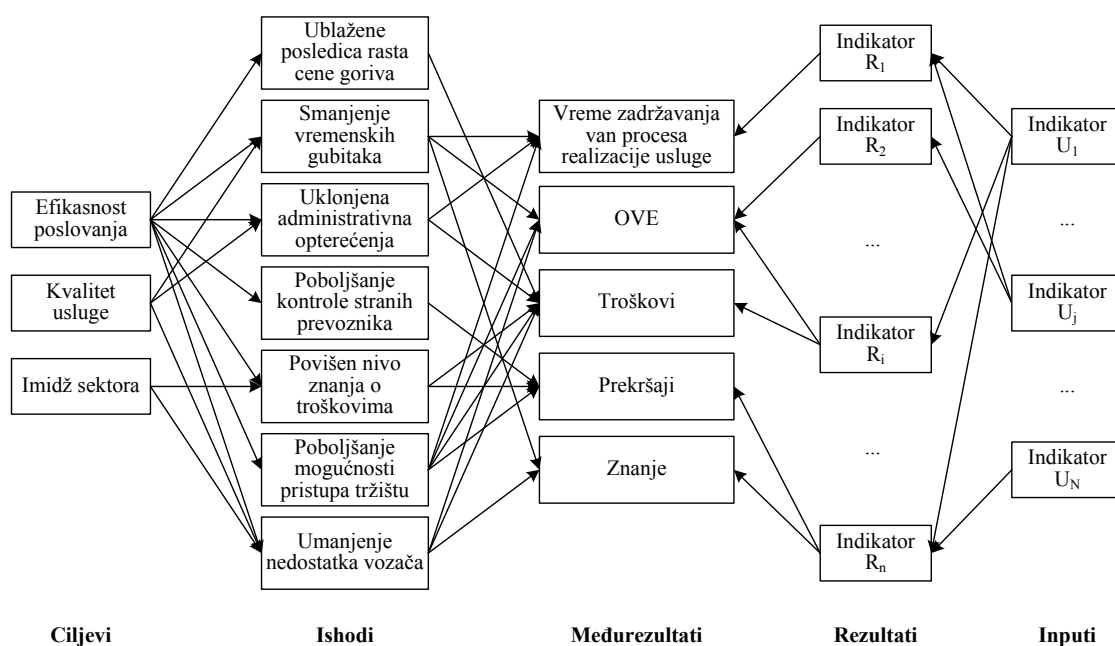 Efikasnost
poslovanja
Kvalitet
usluge
Imidž sektora
Ublažene
posledica rasta
cene goriva
Smanjenje
vremenskih
gubitaka
Uklonjena
administrativna
opterećenja
Poboljšanje
kontrole stranih
prevoznika
Povišen nivo
znanja o
troškovima
Poboljšanje
mogućnosti
pristupa tržištu
Umanjenje
nedostatka vozača
Vreme zadržavanja
van procesa
realizacije usluge
OVE
Troškovi
Prekršaji
Znanje
Indikator
R1
Indikator
R2
...
Indikator
Ri
...
Indikator
Rn
Indikator
U1
...
Indikator
Uj
...
Indikator
UN
Ciljevi Ishodi Međurezultati Rezultati Inputi